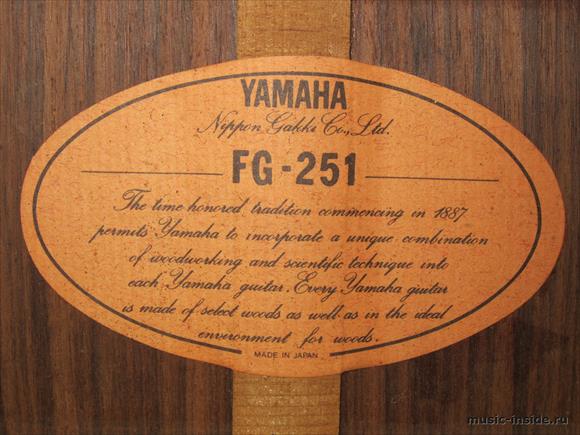 YAMAHA
Nippon Gakki Co., Ltd.
FG-251
The time-honored tradition commencing in 1887
permits Yamaha to incorporate a unique combination
of woodworking and scientific technique into
each Yamaha guitar. Every Yamaha guitar
is made of select woods as well as in the ideal
environment for woods.
MADE IN JAPAN
music-inside.ru